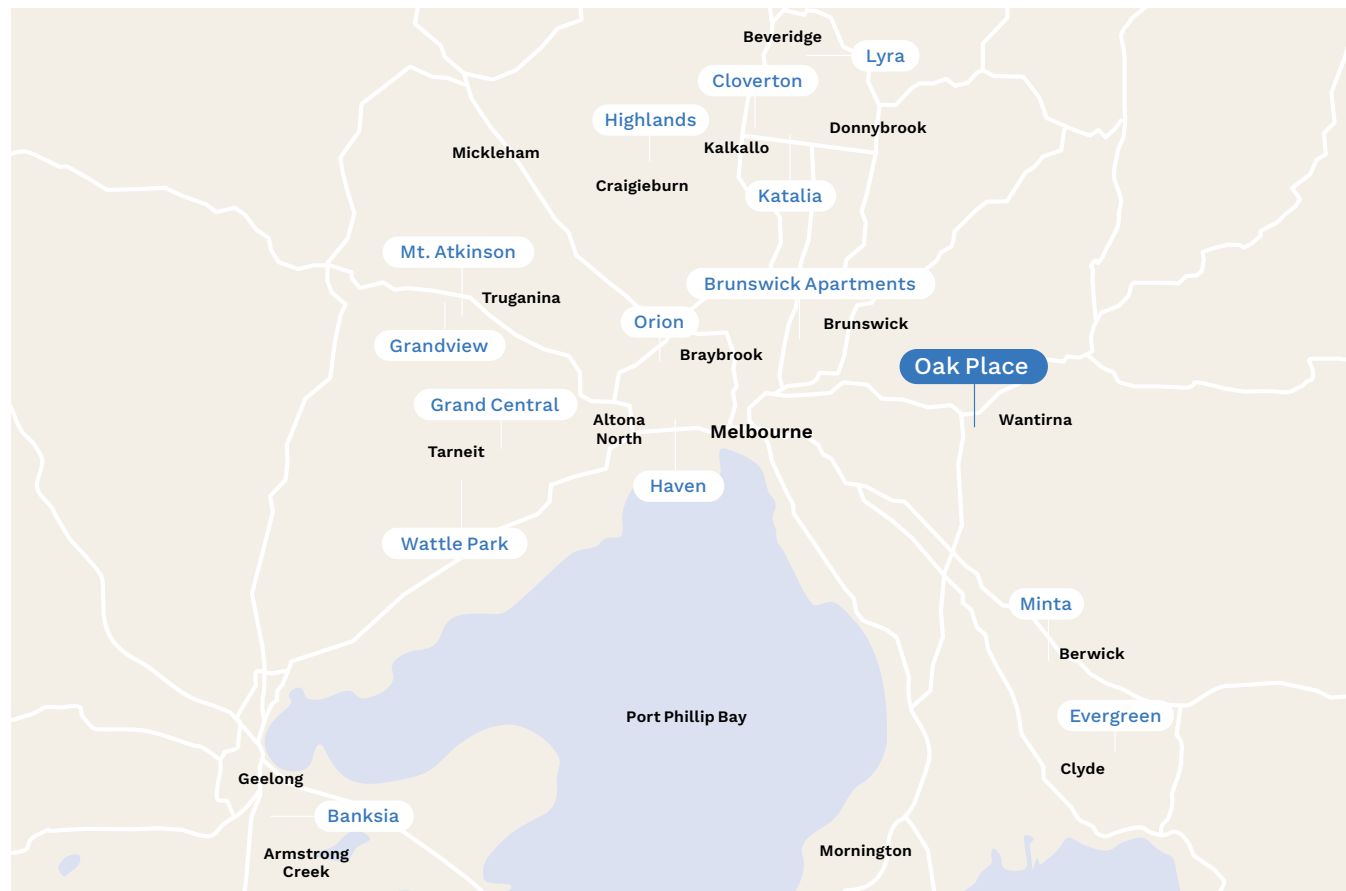 Beveridge
Lyra
Cloverton
Highlands
Donnybrook
Kalkallo
Mickleham
Craigieburn
Katalia
Mt. Atkinson
Brunswick Apartments
Truganina
Orion
Brunswick
Grandview
Braybrook
Oak Place
Grand Central
Altona
North
Wantirna
Melbourne
Tarneit
Haven
Wattle Park
Minta
Berwick
Port Phillip Bay
Evergreen
Clyde
Geelong
Banksia
Armstrong
Creek
Mornington